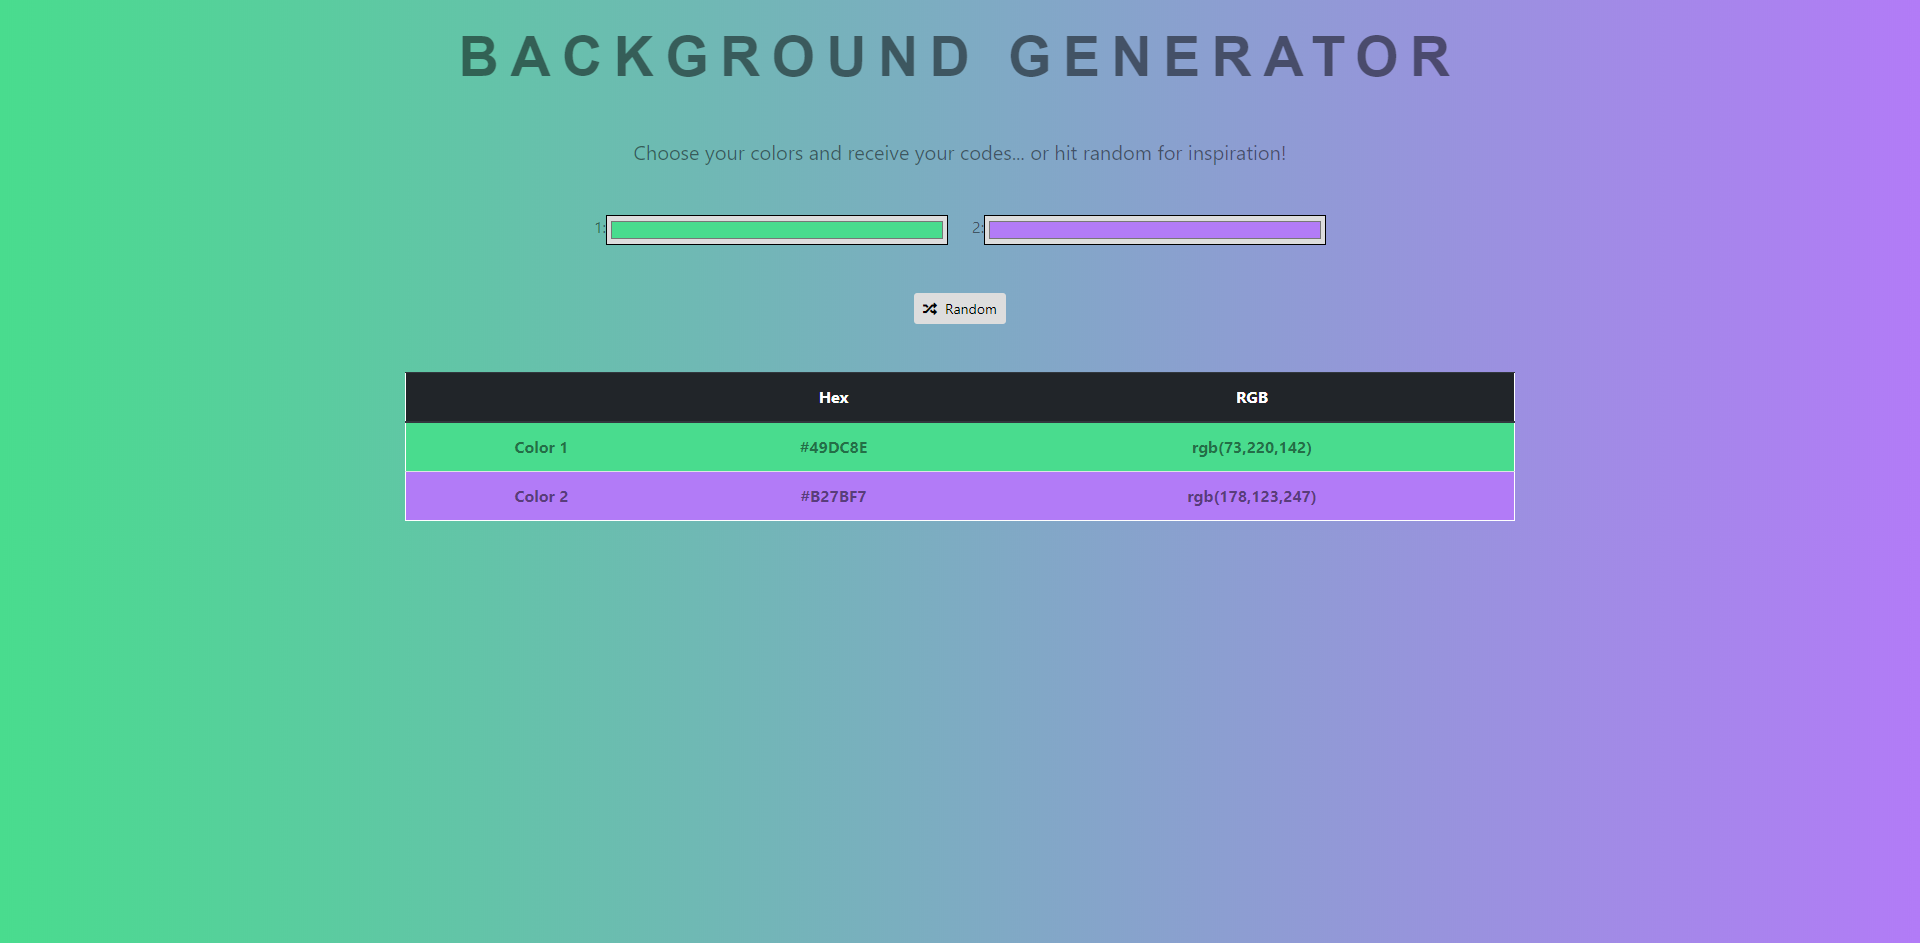 BACKGROUND GENERATOR
Choose your colors and receive your codes... or hit random for inspiration!
1: 2:
Random
Hex RGB
Color 1 #49DC8E rgb(73,220,142)
Color 2 #B27BF7 rgb(178,123,247)